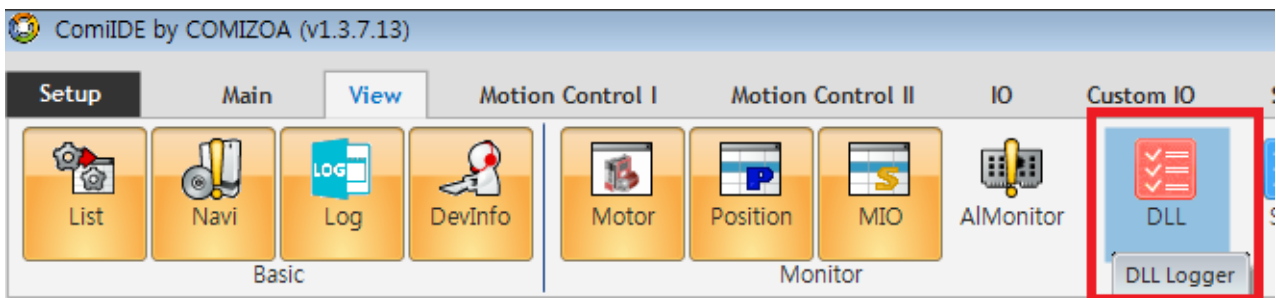 ComiIDE by COMIZOA (v1.3.7.13)
Setup Main View Motion Control I Motion Control II IO Custom IO
LOG P S
List Navi Log DevInfo Motor Position MIO AlMonitor DLL
Basic Monitor DLL Logger